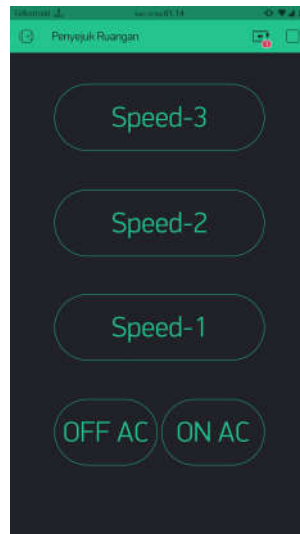 Penyejuk Ruangan
Speed-3
Speed-2
Speed-1
OFF AC ON AC